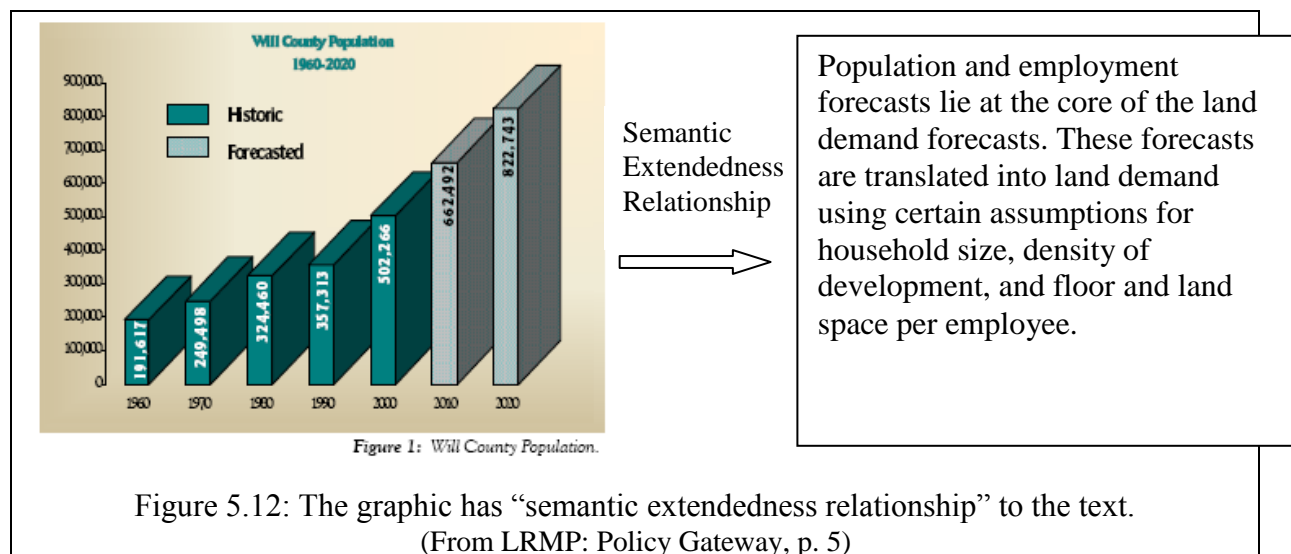 Will County Population
1960-2020
900,000
800,000
700,000
600,000
500,000
400,000
300,000
200,000
100,000
0
Historic
Forecasted
191,617
249,498
324,460
357,313
502,266
662,492
822,743
1960 1970 1980 1990 2000 2010 2020
Figure 1: Will County Population.
Semantic
Extendedness
Relationship
Population and employment
forecasts lie at the core of the land
demand forecasts. These forecasts
are translated into land demand
using certain assumptions for
household size, density of
development, and floor and land
space per employee.
Figure 5.12: The graphic has “semantic extendedness relationship” to the text.
(From LRMP: Policy Gateway, p. 5)